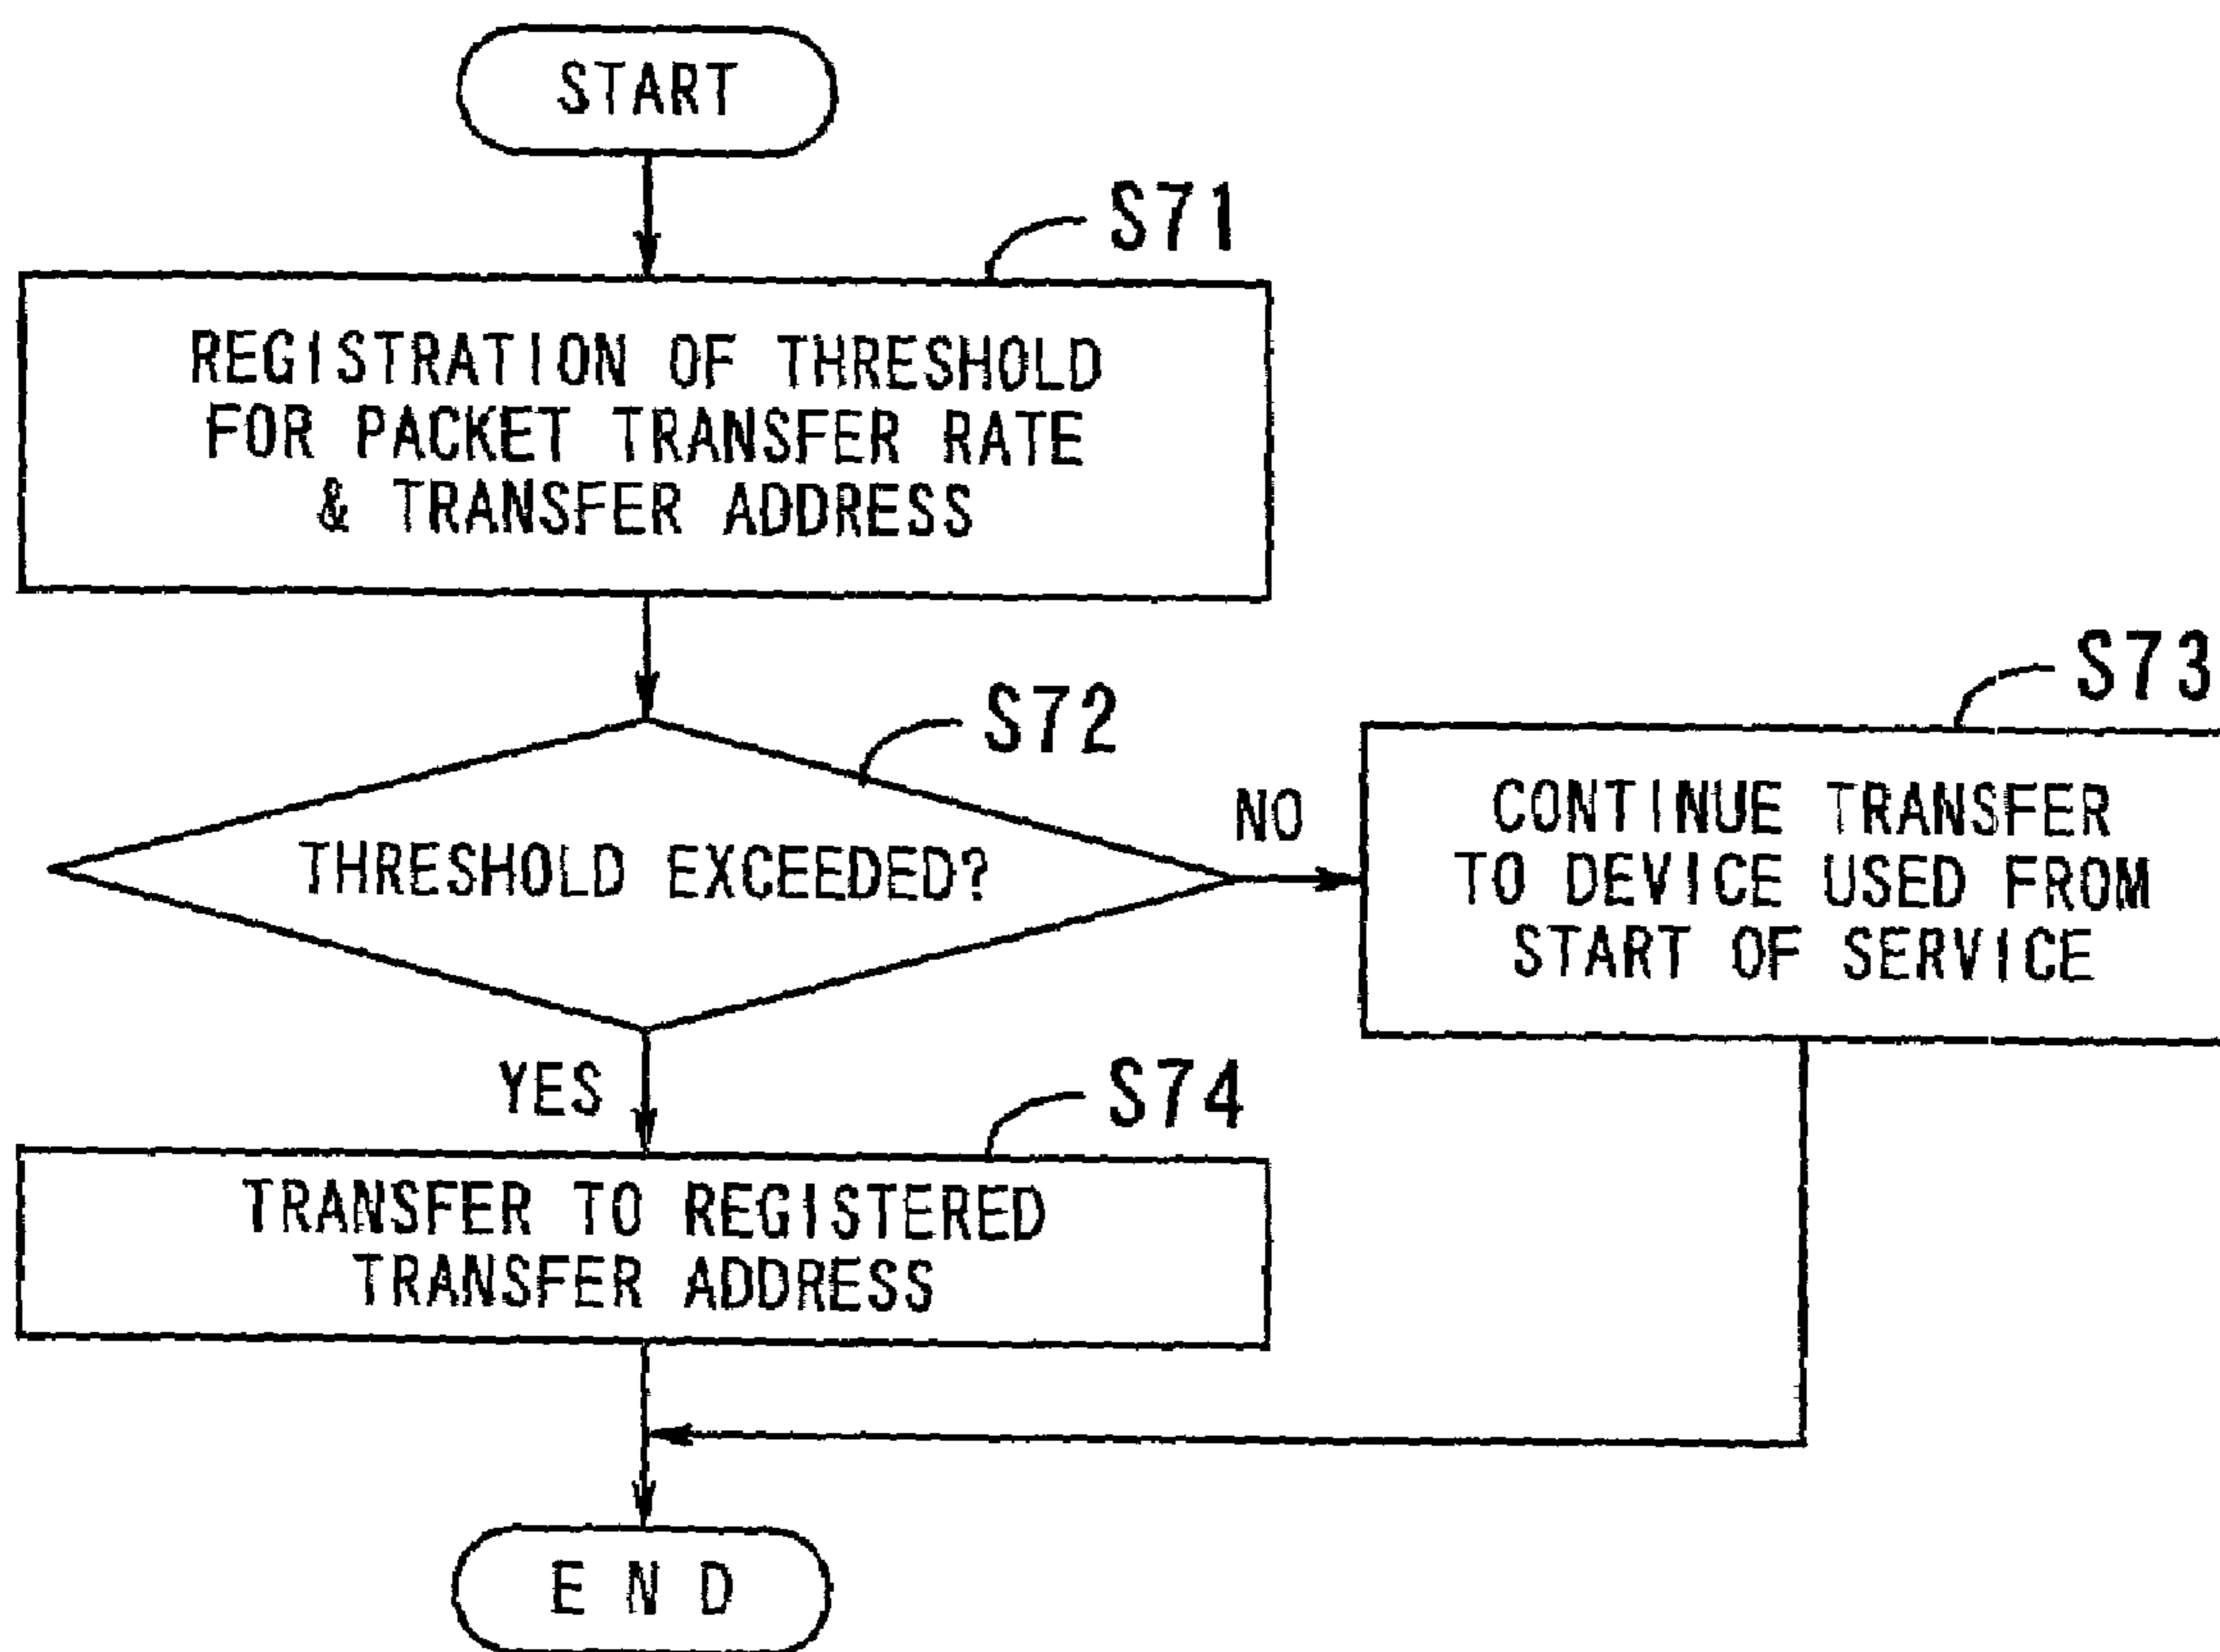 START
S71
REGISTRATION OF THRESHOLD
FOR PACKET TRANSFER RATE
& TRANSFER ADDRESS
S72
THRESHOLD EXCEEDED?
NO
S73
CONTINUE TRANSFER
TO DEVICE USED FROM
START OF SERVICE
YES
S74
TRANSFER TO REGISTERED
TRANSFER ADDRESS
END